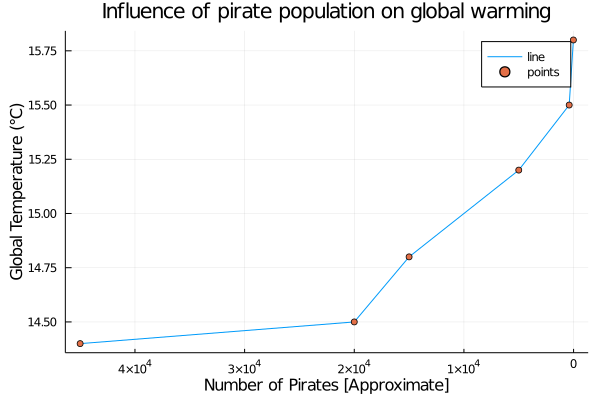 Influence of pirate population on global warming
line
points
Global Temperature (°C)
15.75
15.50
15.25
15.00
14.75
14.50
4×10⁴
3×10⁴
2×10⁴
1×10⁴
0
Number of Pirates [Approximate]